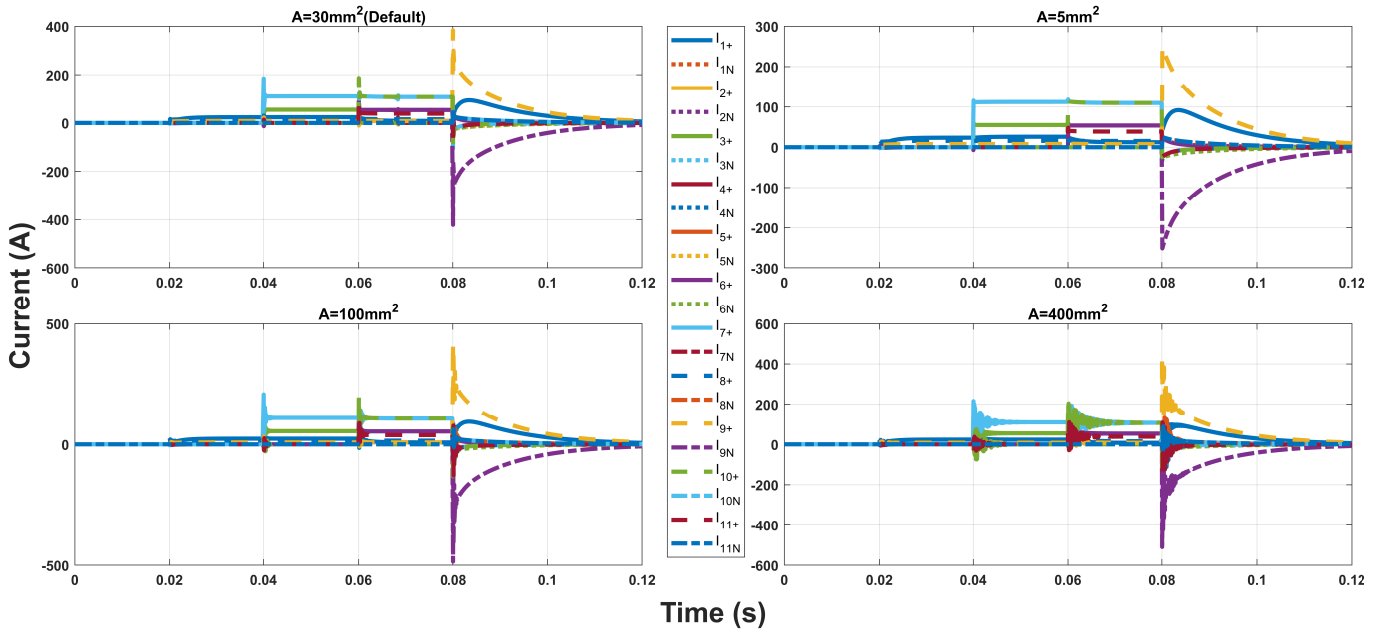 A=30mm²(Default)
400
200
0
-200
-400
-600
0 0.02 0.04 0.06 0.08 0.1 0.12
A=5mm²
300
200
100
0
-100
-200
-300
0 0.02 0.04 0.06 0.08 0.1 0.12
I1+
I1N
I2+
I2N
I3+
I3N
I4+
I4N
I5+
I5N
I6+
I6N
I7+
I7N
I8+
I8N
I9+
I9N
I10+
I10N
I11+
I11N
A=100mm²
500
0
-500
0 0.02 0.04 0.06 0.08 0.1 0.12
A=400mm²
600
400
200
0
-200
-400
-600
0 0.02 0.04 0.06 0.08 0.1 0.12
Current (A)
Time (s)